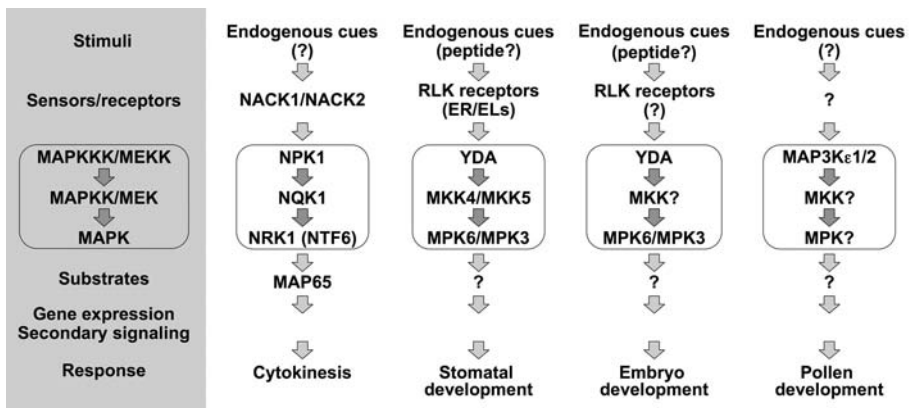 Stimuli
Endogenous cues
(?)
Endogenous cues
(peptide?)
Endogenous cues
(peptide?)
Endogenous cues
(?)
Sensors/receptors
NACK1/NACK2
RLK receptors
(ER/ELs)
RLK receptors
(?)
?
MAPKKK/MEKK
NPK1
YDA
YDA
MAP3Kε1/2
MAPKK/MEK
NQK1
MKK4/MKK5
MKK?
MKK?
MAPK
NRK1 (NTF6)
MPK6/MPK3
MPK6/MPK3
MPK?
Substrates
MAP65
?
?
?
Gene expression
Secondary signaling
Response
Cytokinesis
Stomatal
development
Embryo
development
Pollen
development